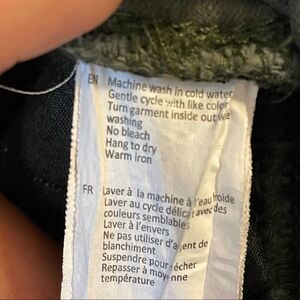 EN Machine wash in cold water
Gentle cycle with like color
Turn garment inside out
washing
No bleach
Hang to dry
Warm iron
FR Laver à la machine à l'eau froide
Laver au cycle délicat avec des
couleurs semblables
Laver à l'envers
Ne pas utiliser d'agent de
blanchiment
Suspendre pour sécher
Repasser à moyenne
température